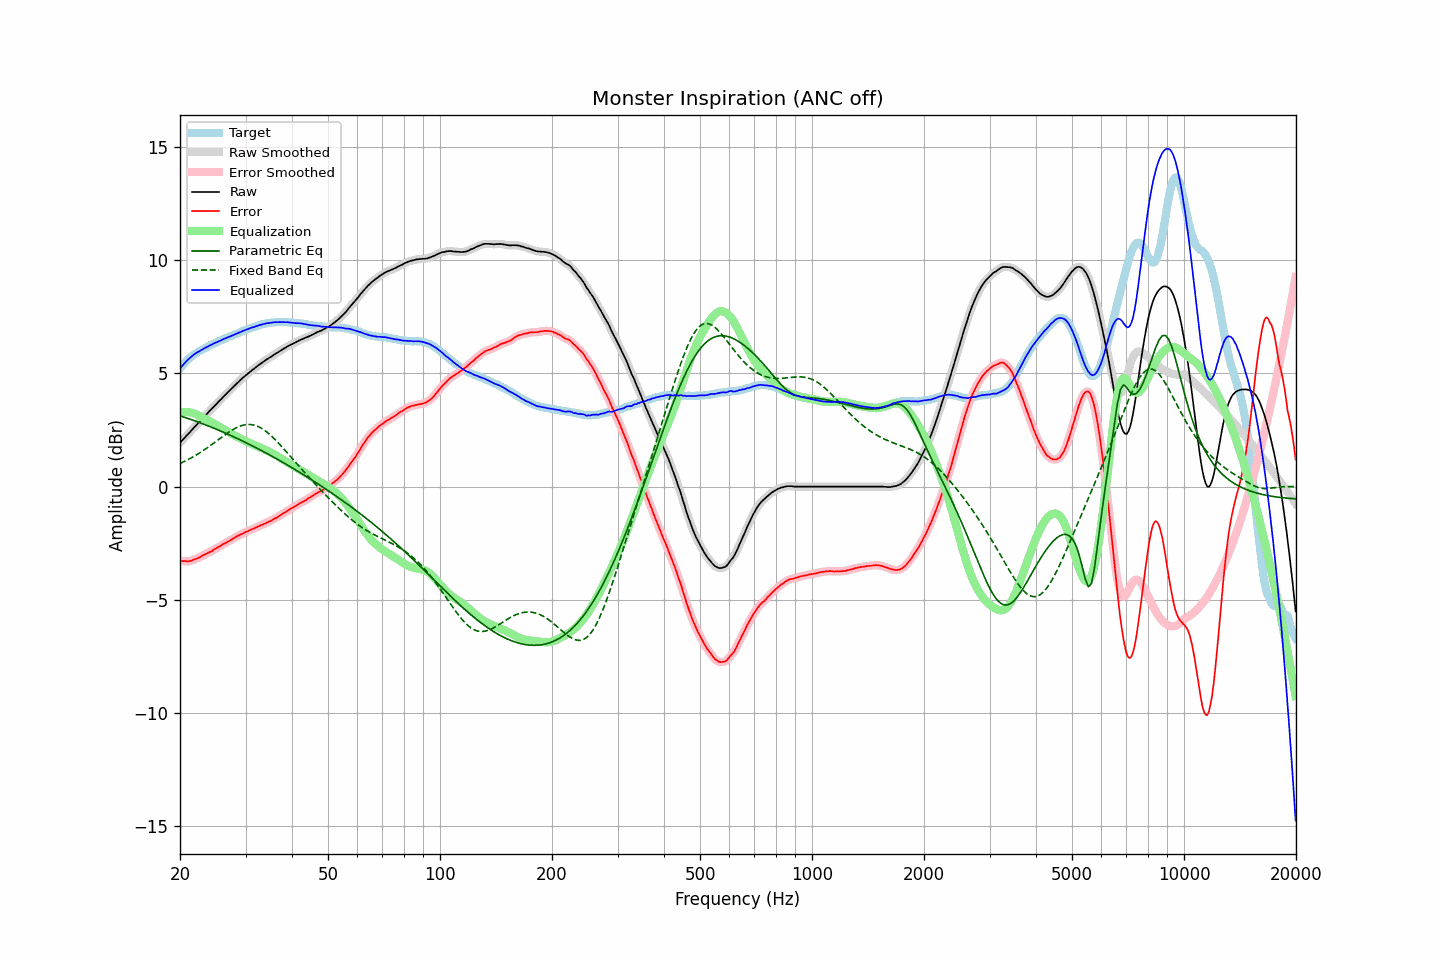 Monster Inspiration (ANC off)
Target
Raw Smoothed
Error Smoothed
Raw
Error
Equalization
Parametric Eq
Fixed Band Eq
Equalized
Amplitude (dBr)
15
10
5
0
−5
−10
−15
20 50 100 200 500 1000 2000 5000 10000 20000
Frequency (Hz)